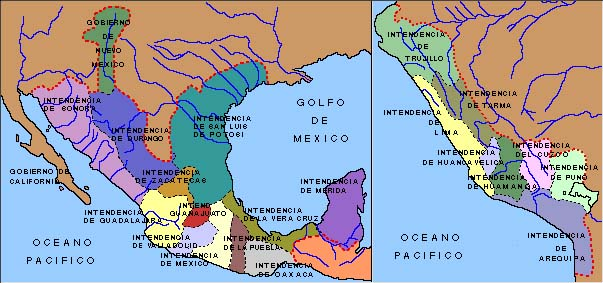 GOBIERNO
DE
NUEVO
MEXICO
INTENDENCIA
DE SONORA
INTENDENCIA
DE
DURANGO
INTENDENCIA
DE SAN LUIS
DE POTOSI
GOLFO
DE
MEXICO
GOBIERNO DE
CALIFORNIA
INTENDENCIA
DE ZACATECAS
INTEND.
GUANAJUATO
INTENDENCIA
DE GUADALAJARA
INTENDENCIA
DE VALLADOLID
INTENDENCIA
DE MEXICO
INTENDENCIA
DE LA VERA CRUZ
INTENDENCIA
DE LA PUEBLA
INTENDENCIA
DE OAXACA
INTENDENCIA
DE
MERIDA
OCEANO
PACIFICO
INTENDENCIA
DE
TRUJILLO
INTENDENCIA
DE TARMA
INTENDENCIA
DE
LIMA
INTENDENCIA
DE HUANCAVELICA
INTENDENCIA
DE HUAMANGA
INTENDENCIA
DEL CUZCO
INTENDENCIA
DE PUNO
INTENDENCIA
DE
AREQUIPA
OCEANO
PACIFICO